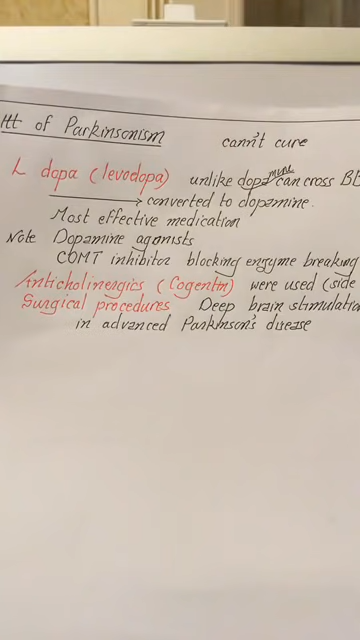 ttt of Parkinsonism
cann't cure
L dopa (levodopa) unlike dopamine can cross BB
→ converted to dopamine.
Most effective medication
Note Dopamine agonists
COMT inhibitor blocking enzyme breaking
Anticholinergics (Cogentin) were used (side
Surgical procedures Deep brain stimulation
in advanced Parkinson's disease